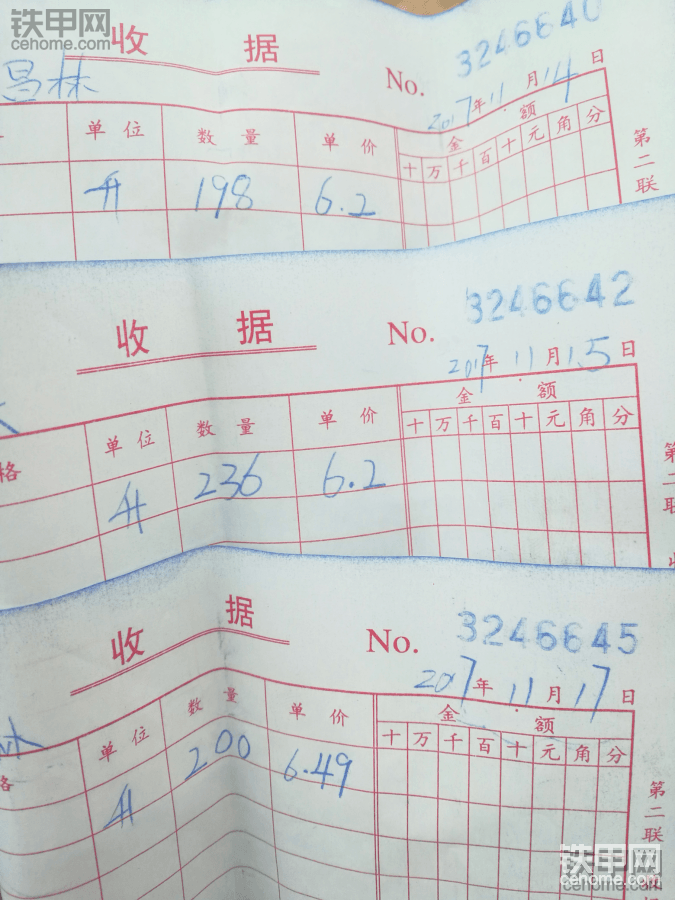 铁甲网
cehome.com
收 据
No. 3246640
昌林
2017年11月14日
单位 数量 单价 金额
十万千百十元角分
升 198 6.2
第二联
收 据
No. 3246642
2017年11月15日
格 单位 数量 单价 金额
十万千百十元角分
升 236 6.2
第二联
收 据
No. 3246645
2017年11月17日
林
格 单位 数量 单价 金额
十万千百十元角分
升 200 6.49
第二联
铁甲网
cehome.com